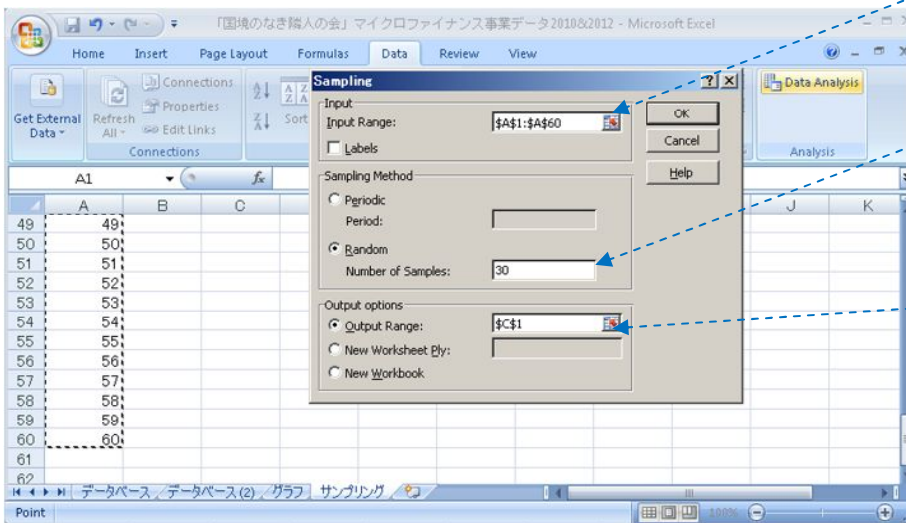 「国境のなき隣人の会」マイクロファイナンス事業データ2010&2012 - Microsoft Excel
Home Insert Page Layout Formulas Data Review View
Get External Data
Refresh All
Connections
Properties
Edit Links
Connections
Sort
Data Analysis
Analysis
A1
fx
Sampling
Input
Input Range: $A$1:$A$60
Labels
OK
Cancel
Help
Sampling Method
Periodic
Period:
Random
Number of Samples: 30
Output options
Output Range: $C$1
New Worksheet Ply:
New Workbook
A B C J K
49 49
50 50
51 51
52 52
53 53
54 54
55 55
56 56
57 57
58 58
59 59
60 60
61
62
データベース データベース(2) グラフ サンプリング
Point 100%